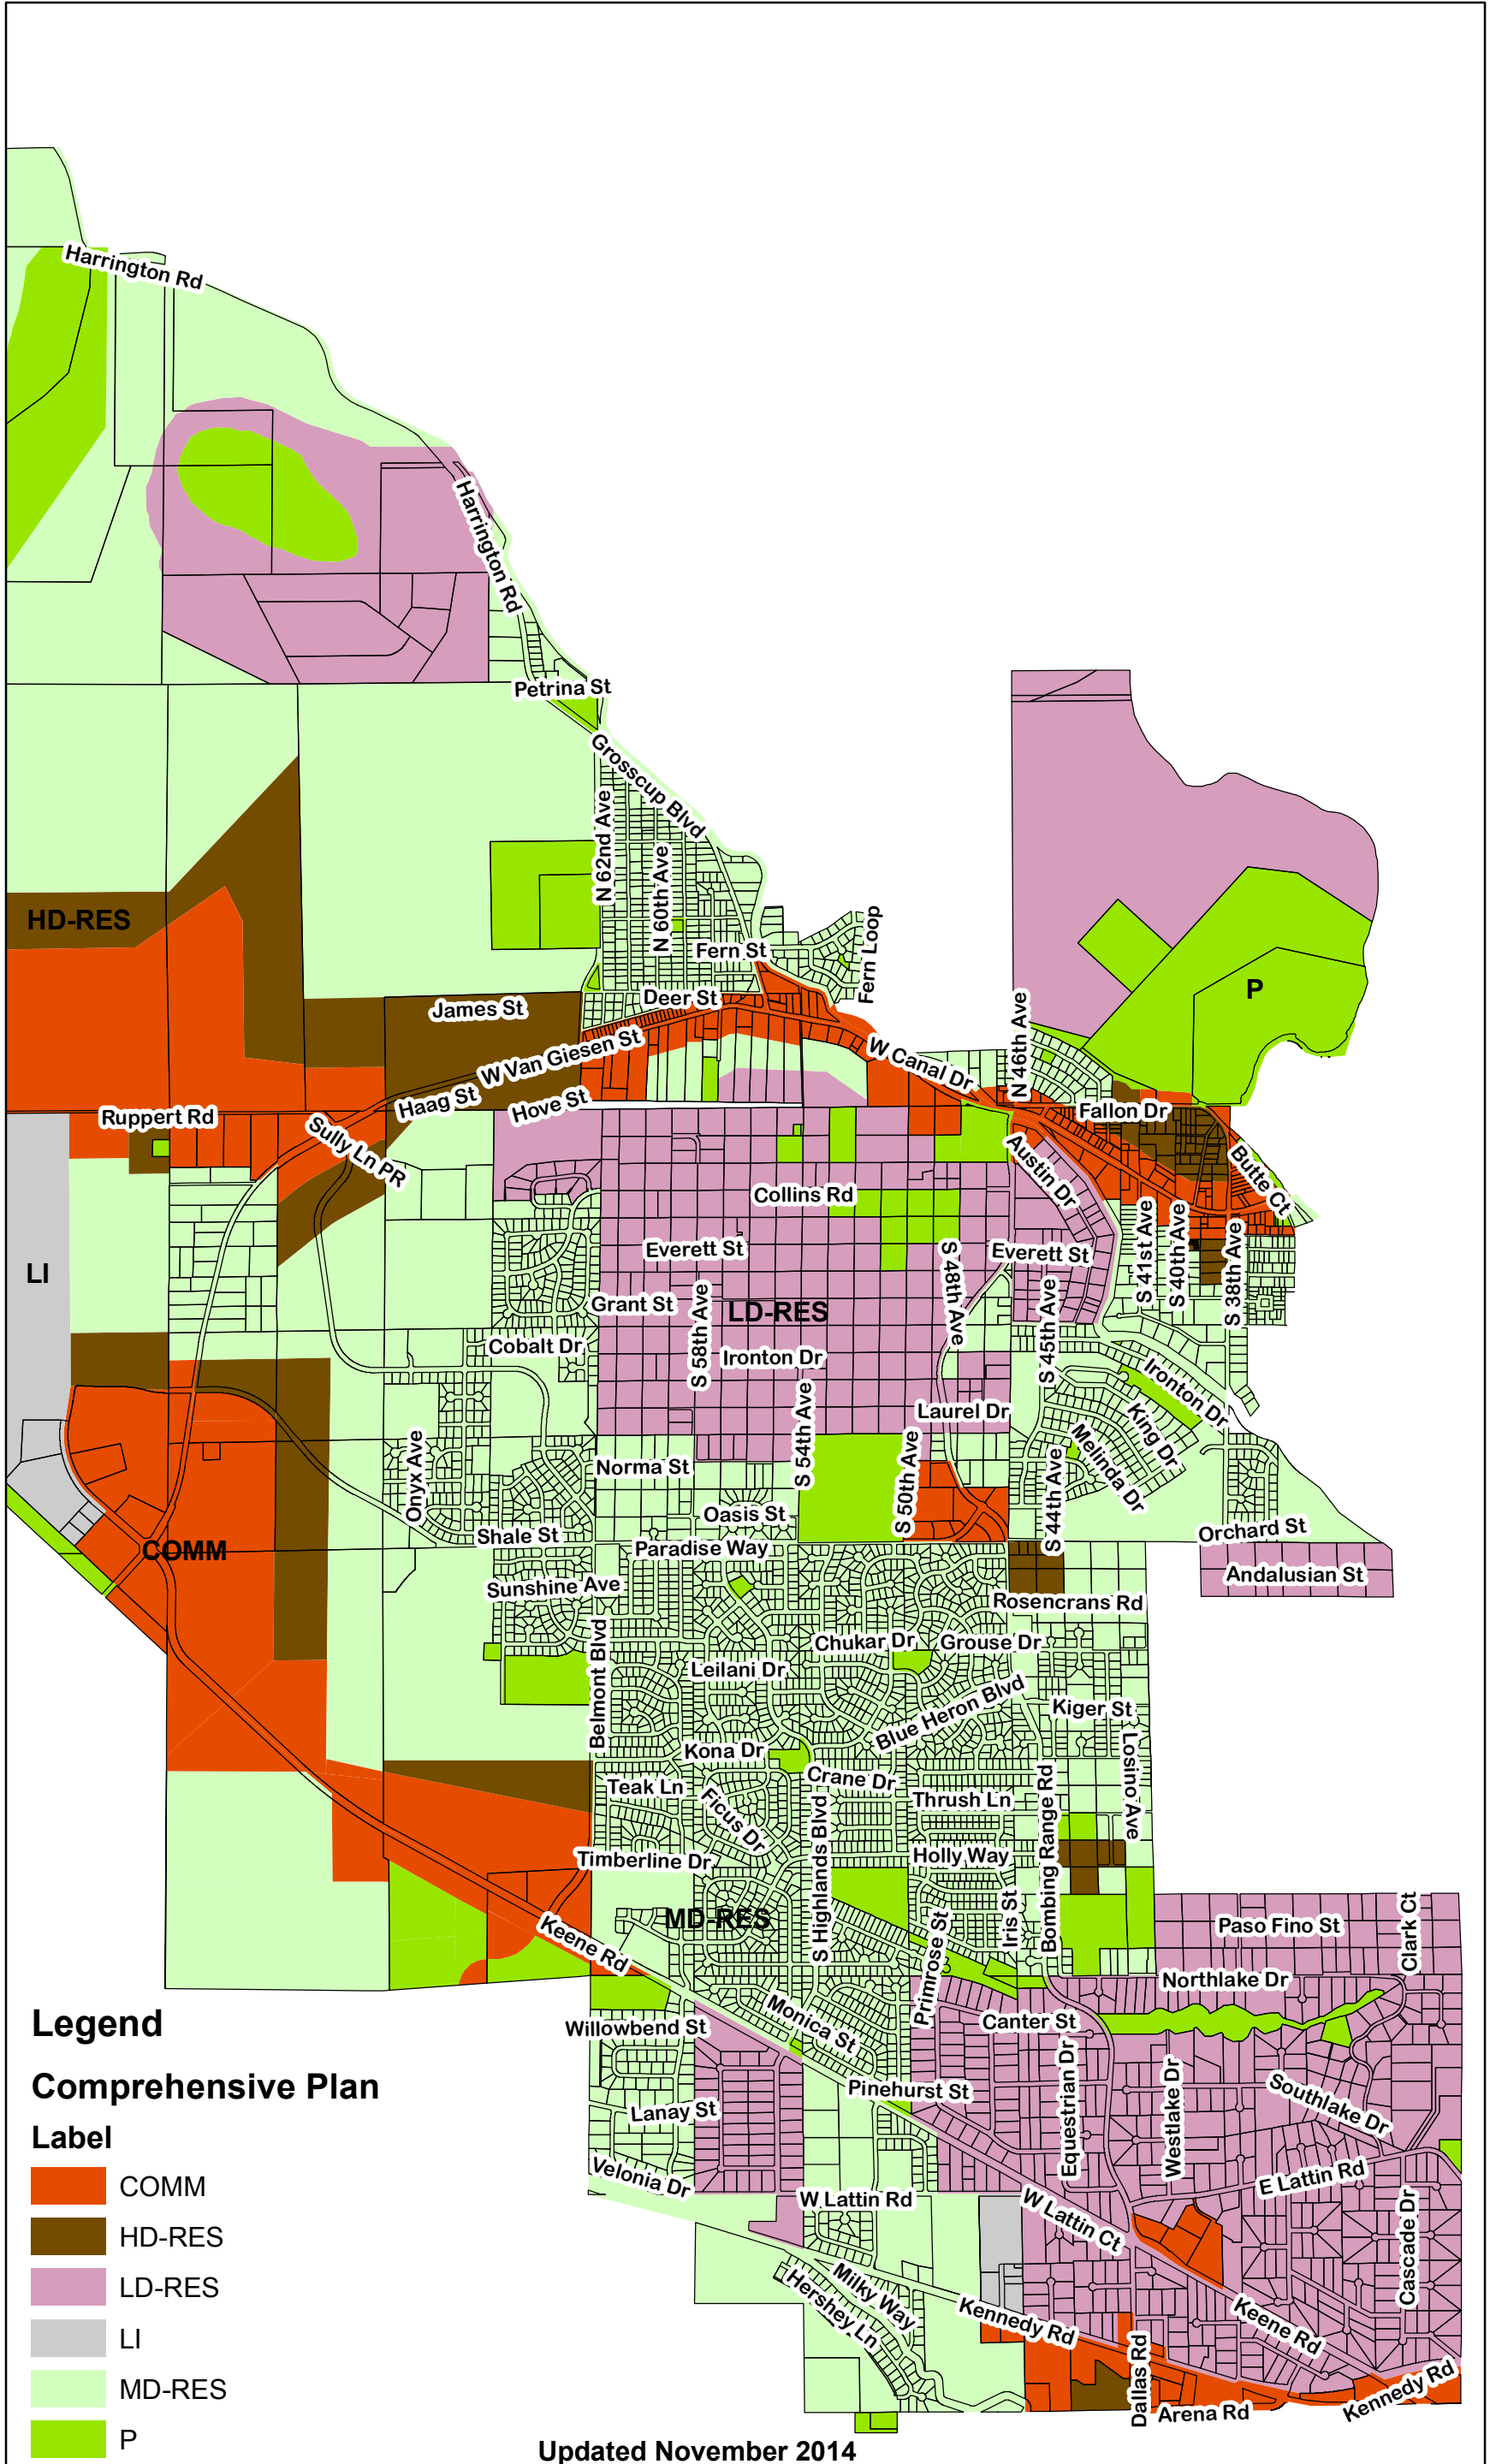 Harrington Rd
Harrington Rd
Petrina St
Grosscup Blvd
N 62nd Ave
N 60th Ave
HD-RES
Fern St
Fern Loop
Deer St
James St
P
N 46th Ave
W Van Giesen St
W Canal Dr
Haag St
Hove St
Ruppert Rd
Fallon Dr
Sully Ln PR
Austin Dr
Butte Ct
Collins Rd
S 41st Ave
S 40th Ave
S 38th Ave
Everett St
S 48th Ave
Everett St
LI
Grant St
S 58th Ave
LD-RES
S 45th Ave
Cobalt Dr
Ironton Dr
Ironton Dr
S 54th Ave
Laurel Dr
King Dr
Melinda Dr
Onyx Ave
Norma St
S 50th Ave
S 44th Ave
Oasis St
Shale St
Orchard St
COMM
Paradise Way
Andalusian St
Sunshine Ave
Rosencrans Rd
Belmont Blvd
Chukar Dr
Grouse Dr
Leilani Dr
Blue Heron Blvd
Kiger St
Losino Ave
Kona Dr
Crane Dr
Teak Ln
Ficus Dr
Thrush Ln
Bombing Range Rd
S Highlands Blvd
Timberline Dr
Holly Way
MD-RES
Iris St
Paso Fino St
Clark Ct
Keene Rd
Primrose St
Northlake Dr
Willowbend St
Monica St
Canter St
Equestrian Dr
Westlake Dr
Southlake Dr
Pinehurst St
Lanay St
Velonia Dr
W Lattin Rd
E Lattin Rd
W Lattin Ct
Cascade Dr
Milky Way
Hershey Ln
Kennedy Rd
Keene Rd
Dallas Rd
Kennedy Rd
Arena Rd
Legend
Comprehensive Plan
Label
COMM
HD-RES
LD-RES
LI
MD-RES
P
Updated November 2014